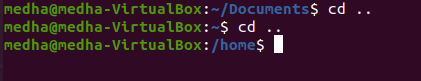 medha@medha-VirtualBox:~/Documents$ cd ..
medha@medha-VirtualBox:~$ cd ..
medha@medha-VirtualBox:/home$